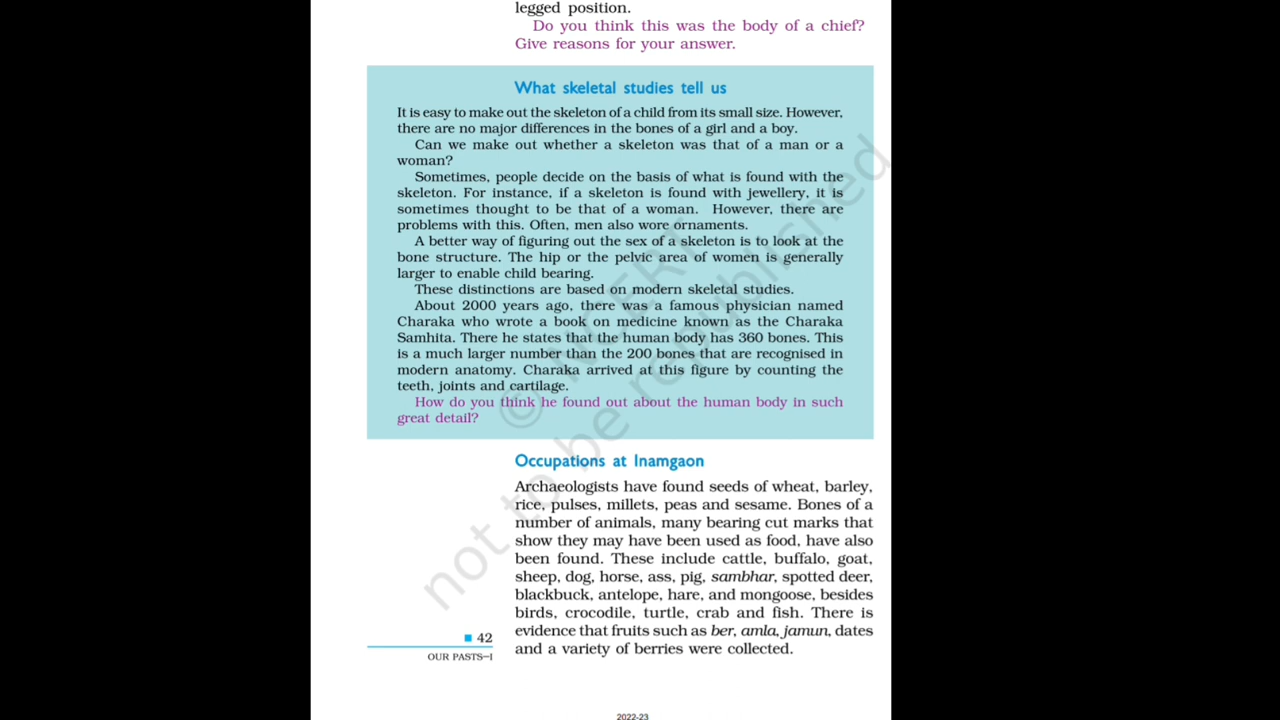 legged position.
Do you think this was the body of a chief?
Give reasons for your answer.
What skeletal studies tell us
It is easy to make out the skeleton of a child from its small size. However,
there are no major differences in the bones of a girl and a boy.
Can we make out whether a skeleton was that of a man or a
woman?
Sometimes, people decide on the basis of what is found with the
skeleton. For instance, if a skeleton is found with jewellery, it is
sometimes thought to be that of a woman. However, there are
problems with this. Often, men also wore ornaments.
A better way of figuring out the sex of a skeleton is to look at the
bone structure. The hip or the pelvic area of women is generally
larger to enable child bearing.
These distinctions are based on modern skeletal studies.
About 2000 years ago, there was a famous physician named
Charaka who wrote a book on medicine known as the Charaka
Samhita. There he states that the human body has 360 bones. This
is a much larger number than the 200 bones that are recognised in
modern anatomy. Charaka arrived at this figure by counting the
teeth, joints and cartilage.
How do you think he found out about the human body in such
great detail?
Occupations at Inamgaon
Archaeologists have found seeds of wheat, barley,
rice, pulses, millets, peas and sesame. Bones of a
number of animals, many bearing cut marks that
show they may have been used as food, have also
been found. These include cattle, buffalo, goat,
sheep, dog, horse, ass, pig, sambhar, spotted deer,
blackbuck, antelope, hare, and mongoose, besides
birds, crocodile, turtle, crab and fish. There is
evidence that fruits such as ber, amla, jamun, dates
and a variety of berries were collected.
42
OUR PASTS–I
2022-23
© NCERT
not to be republished